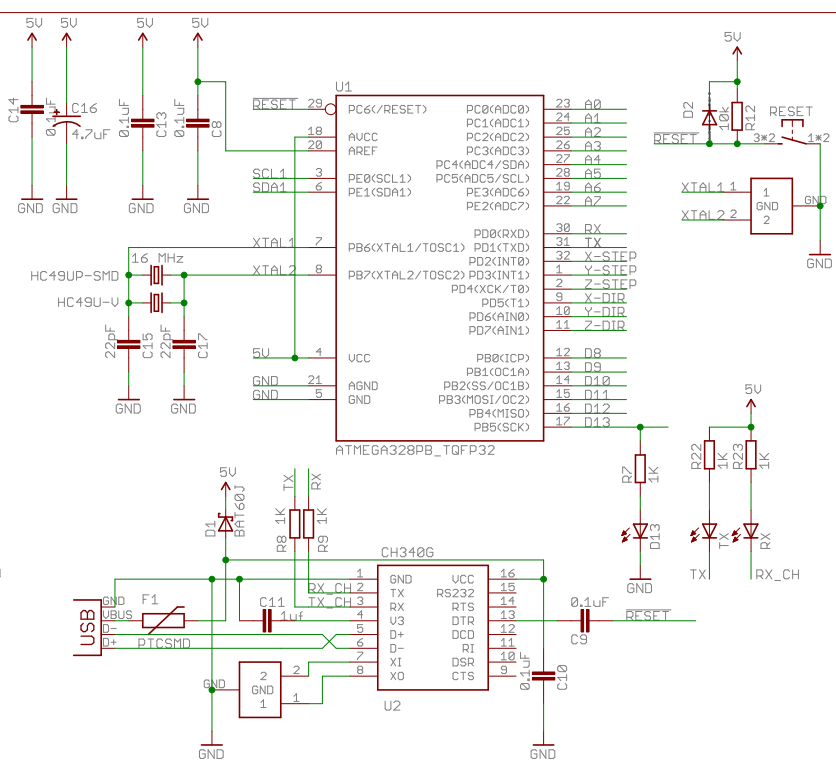 5V 5V 5V 5V
C14 0.1uF
C16 4.7uF
0.1uF C13
0.1uF C8
GND GND GND GND
U1
RESET 29 PC6(/RESET)
18 AVCC
20 AREF
SCL1 3 PE0(SCL1)
SDA1 6 PE1(SDA1)
XTAL1 7 PB6(XTAL1/TOSC1)
XTAL2 8 PB7(XTAL2/TOSC2)
5V 4 VCC
GND 21 AGND
GND 5 GND
PC0(ADC0) 23 A0
PC1(ADC1) 24 A1
PC2(ADC2) 25 A2
PC3(ADC3) 26 A3
PC4(ADC4/SDA) 27 A4
PC5(ADC5/SCL) 28 A5
PE3(ADC6) 19 A6
PE2(ADC7) 22 A7
PD0(RXD) 30 RX
PD1(TXD) 31 TX
PD2(INT0) 32 X-STEP
PD3(INT1) 1 Y-STEP
PD4(XCK/T0) 2 Z-STEP
PD5(T1) 9 X-DIR
PD6(AIN0) 10 Y-DIR
PD7(AIN1) 11 Z-DIR
PB0(ICP) 12 D8
PB1(OC1A) 13 D9
PB2(SS/OC1B) 14 D10
PB3(MOSI/OC2) 15 D11
PB4(MISO) 16 D12
PB5(SCK) 17 D13
ATMEGA328PB_TQFP32
16 MHz
HC49UP-SMD
HC49U-V
22pF C15
22pF C17
GND GND
5V
D2
10k R12
RESET
RESET 3*2 1*2
XTAL1 1 1
GND GND
XTAL2 2 2
GND
5V
R7 1K
R22 1K
R23 1K
D13
TX
RX
GND
TX
RX_CH
5V
D1 BAT60J
TX RX
R8 1K
R9 1K
CH340G
1 GND
RX_CH 2 TX
TX_CH 3 RX
4 V3
5 D+
6 D-
7 XI
8 XO
VCC 16
RS232 15
RTS 14
DTR 13
DCD 12
RI 11
DSR 10
CTS 9
U2
USB
GND
VBUS
D-
D+
F1
PTCSMD
C11
1uf
0.1uF
C9
RESET
GND
2 2
GND
1 1
0.1uF C10
GND
GND